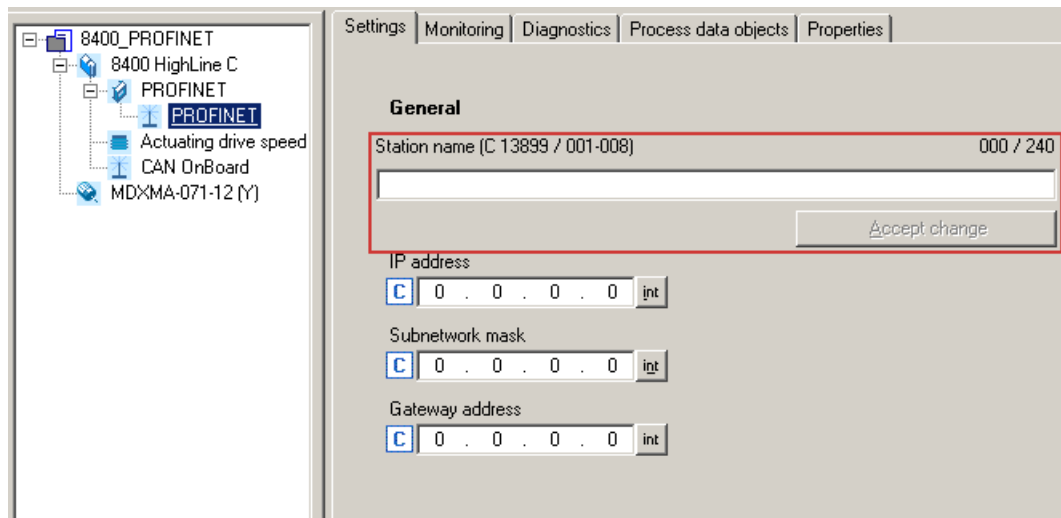 8400_PROFINET
8400 HighLine C
PROFINET
PROFINET
Actuating drive speed
CAN OnBoard
MDXMA-071-12 (Y)
Settings Monitoring Diagnostics Process data objects Properties
General
Station name (C 13899 / 001-008) 000 / 240
Accept change
IP address
C 0 . 0 . 0 . 0 int
Subnetwork mask
C 0 . 0 . 0 . 0 int
Gateway address
C 0 . 0 . 0 . 0 int